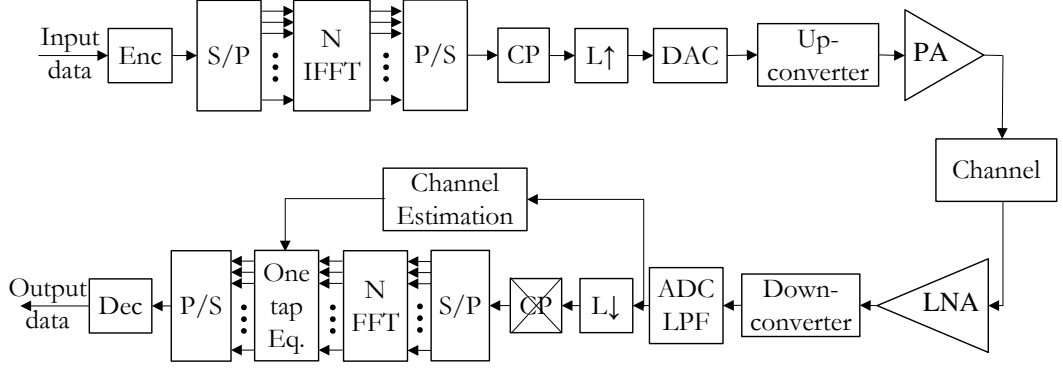 Input
data
Enc
S/P
N
IFFT
P/S
CP
L↑
DAC
Up-
converter
PA
Channel
Channel
Estimation
Output
data
Dec
P/S
One
tap
Eq.
N
FFT
S/P
CP
L↓
ADC
LPF
Down-
converter
LNA